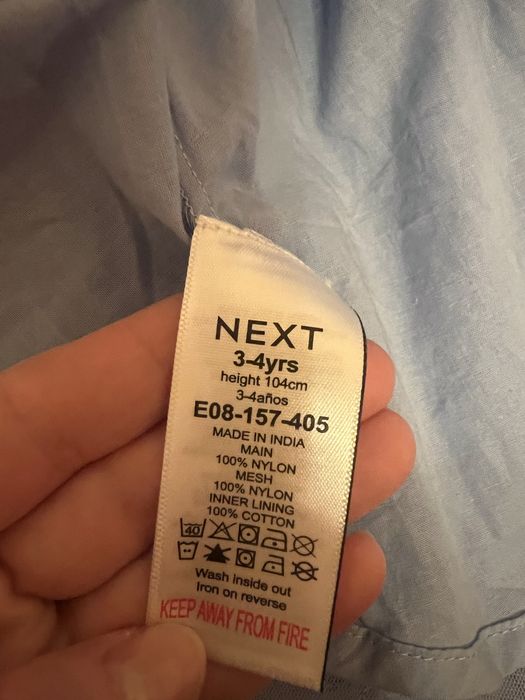 NEXT
3-4yrs
height 104cm
3-4años
E08-157-405
MADE IN INDIA
MAIN
100% NYLON
MESH
100% NYLON
INNER LINING
100% COTTON
40
Wash inside out
Iron on reverse
KEEP AWAY FROM FIRE